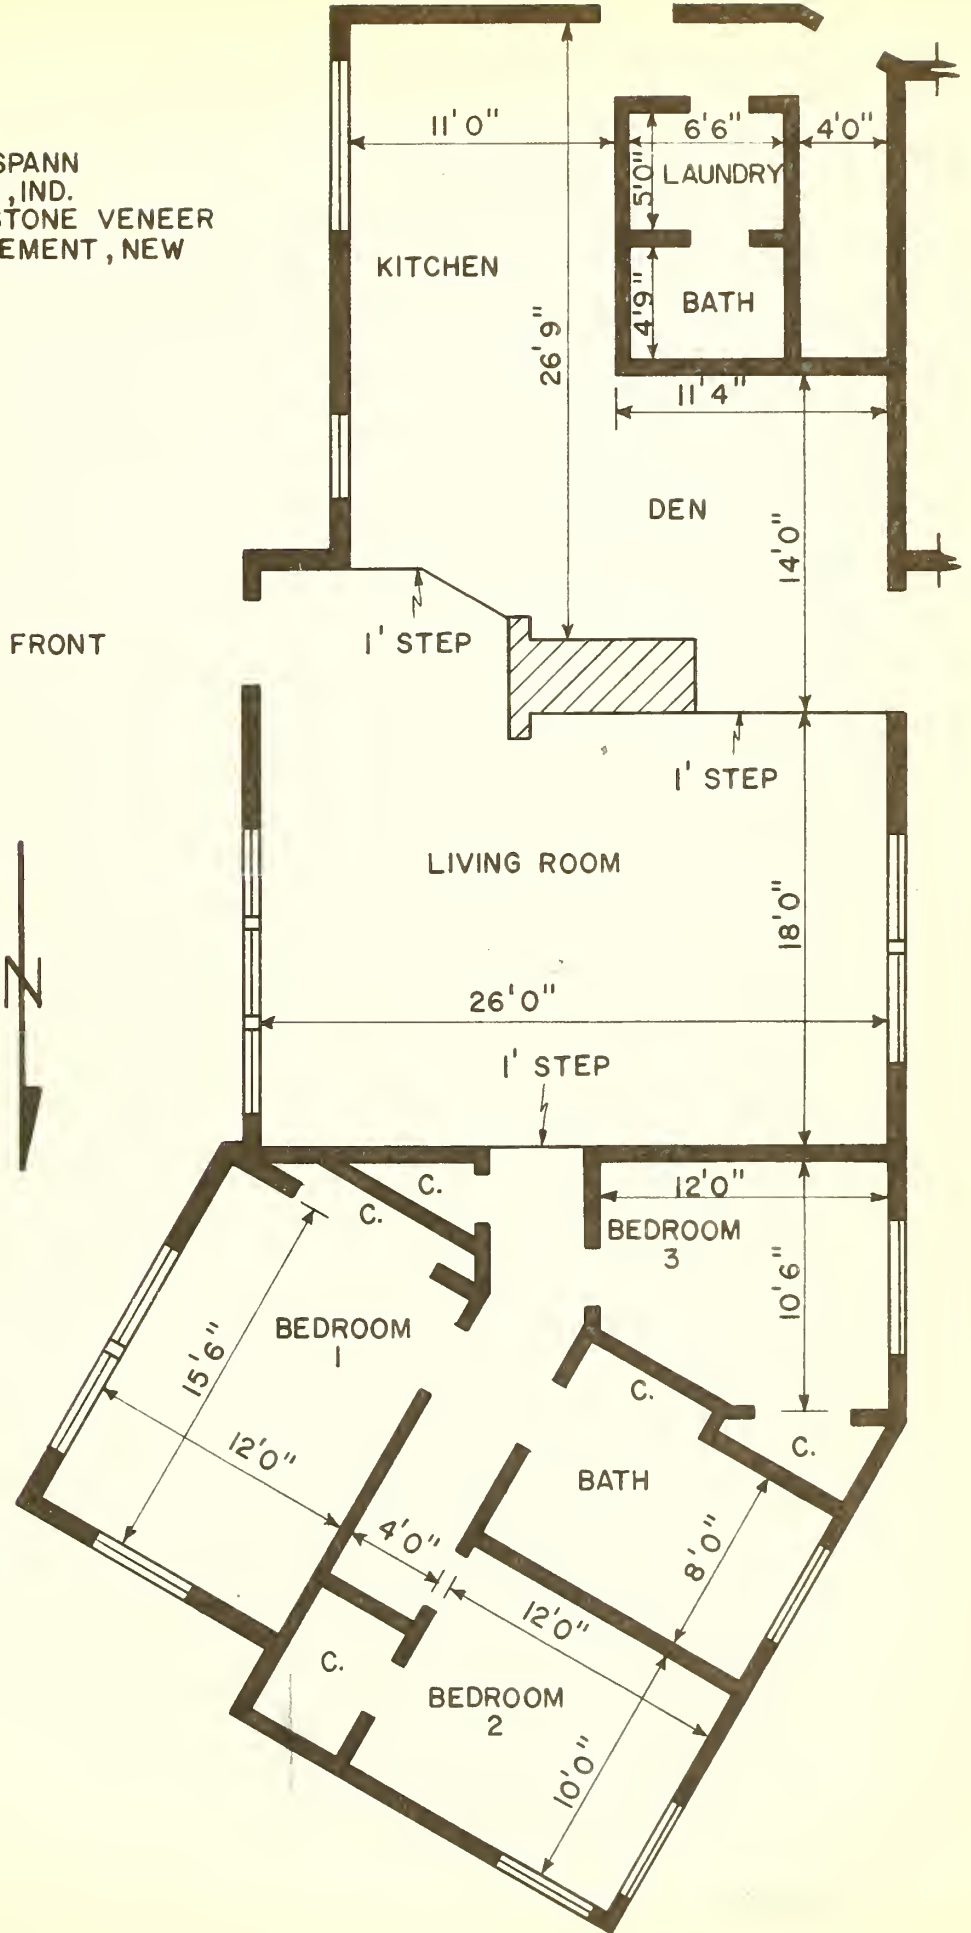 SPANN
, IND.
STONE VENEER
EMENT, NEW
11'0"
6'6"
4'0"
5'0"
LAUNDRY
KITCHEN
4'9"
BATH
26'9"
11'4"
DEN
14'0"
FRONT
1' STEP
1' STEP
LIVING ROOM
18'0"
N
26'0"
1' STEP
C.
C.
12'0"
BEDROOM
3
10'6"
BEDROOM
1
15'6"
C.
12'0"
C.
BATH
4'0"
8'0"
12'0"
C.
BEDROOM
2
10'0"